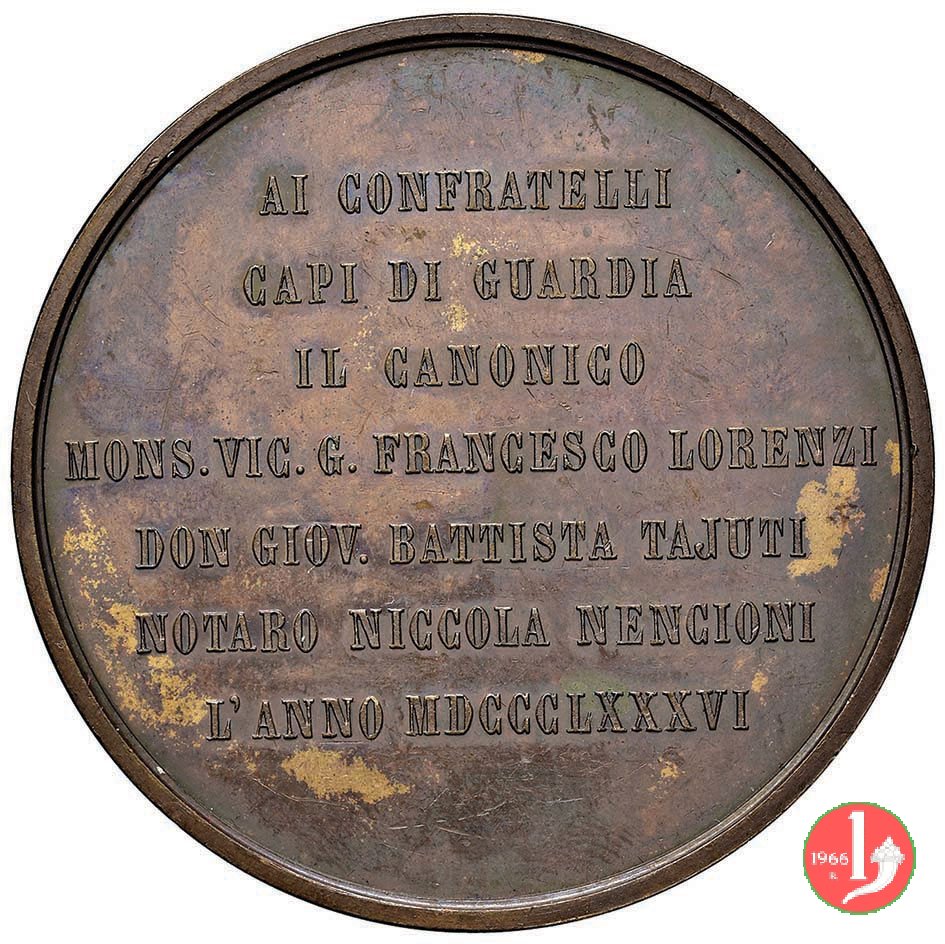 AI CONFRATELLI
CAPI DI GUARDIA
IL CANONICO
MONS. VIC. G. FRANCESCO LORENZI
DON GIOV. BATTISTA TAJUTI
NOTARO NICCOLA NENCIONI
L'ANNO MDCCCLXXXVI
1966
R.